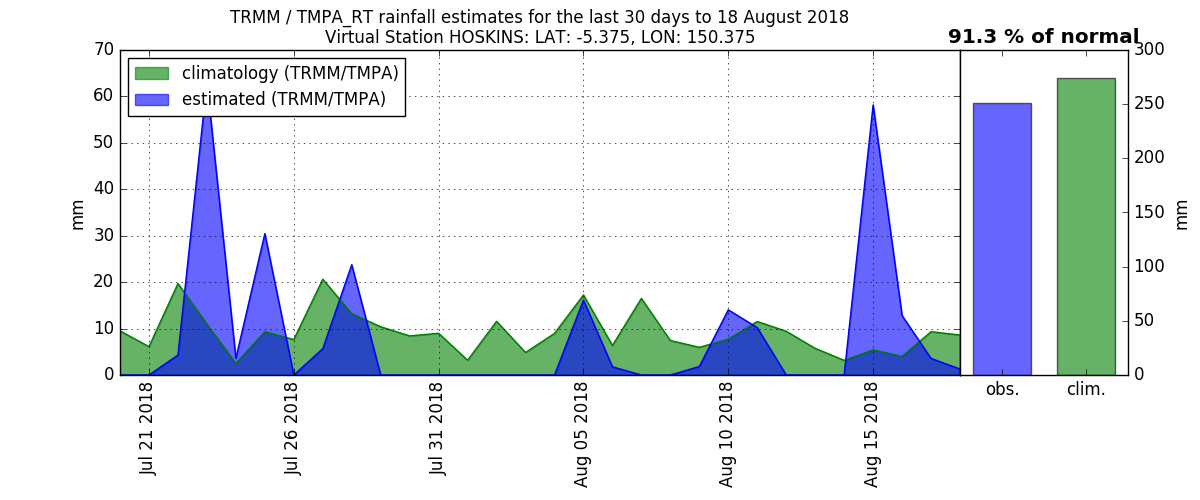 TRMM / TMPA_RT rainfall estimates for the last 30 days to 18 August 2018
Virtual Station HOSKINS: LAT: -5.375, LON: 150.375
91.3 % of normal
climatology (TRMM/TMPA)
estimated (TRMM/TMPA)
70
60
50
40
30
20
10
0
mm
Jul 21 2018
Jul 26 2018
Jul 31 2018
Aug 05 2018
Aug 10 2018
Aug 15 2018
300
250
200
150
100
50
0
mm
obs.
clim.